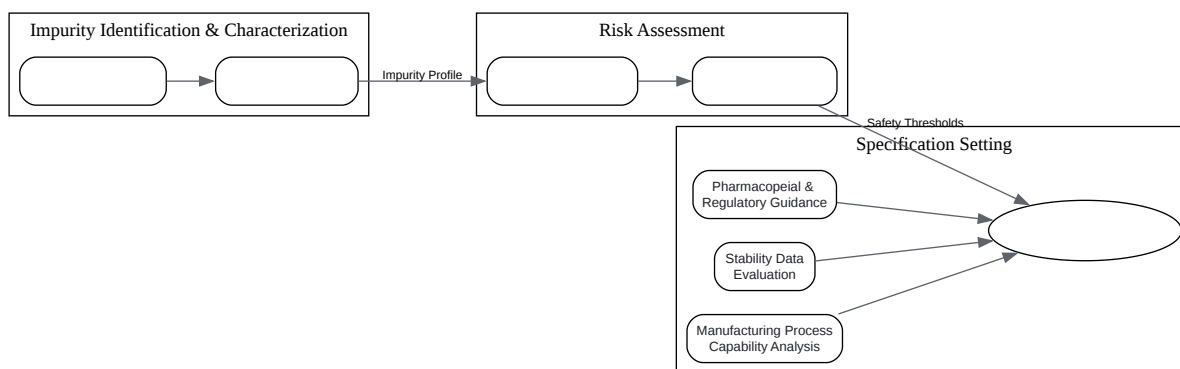 Impurity Identification & Characterization
Risk Assessment
Impurity Profile
Safety Thresholds
Specification Setting
Pharmacopeial &
Regulatory Guidance
Stability Data
Evaluation
Manufacturing Process
Capability Analysis